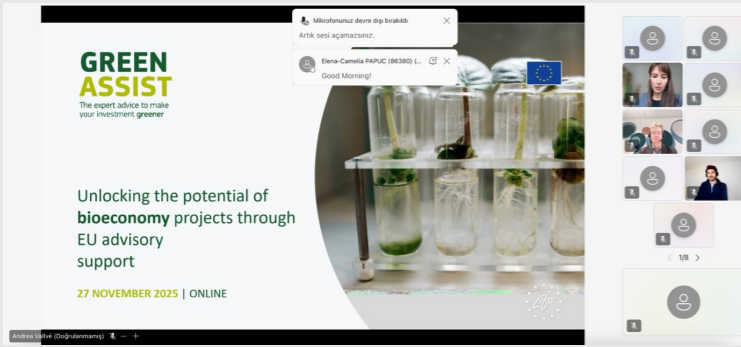 Mikrofonunuz devre dışı bırakıldı
Artık sesi açamazsınız.
Elena-Camelia PAPUC (86380) (...
Good Morning!
GREEN
ASSIST
The expert advice to make
your investment greener
Unlocking the potential of
bioeconomy projects through
EU advisory
support
27 NOVEMBER 2025 | ONLINE
Life
Andrea Vallvé (Doğrulanmamış)
1/8